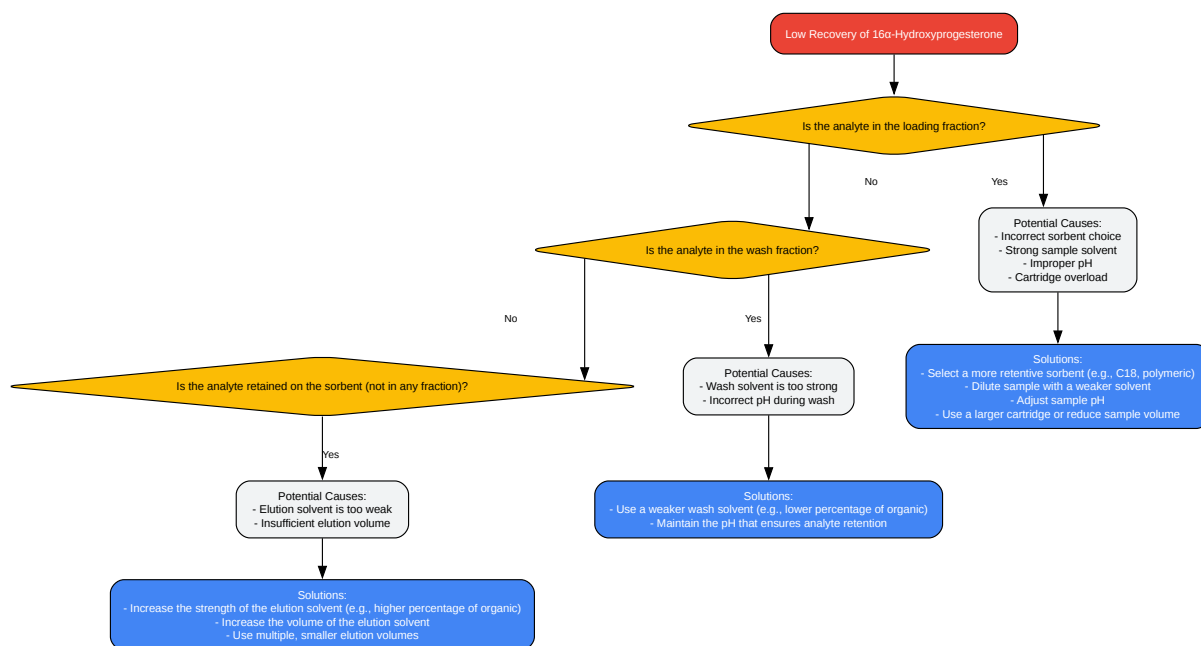 Low Recovery of 16α-Hydroxyprogesterone
Is the analyte in the loading fraction?
No
Yes
Potential Causes:
- Incorrect sorbent choice
- Strong sample solvent
- Improper pH
- Cartridge overload
Is the analyte in the wash fraction?
No
Yes
Solutions:
- Select a more retentive sorbent (e.g., C18, polymeric)
- Dilute sample with a weaker solvent
- Adjust sample pH
- Use a larger cartridge or reduce sample volume
Is the analyte retained on the sorbent (not in any fraction)?
Potential Causes:
- Wash solvent is too strong
- Incorrect pH during wash
Yes
Potential Causes:
- Elution solvent is too weak
- Insufficient elution volume
Solutions:
- Use a weaker wash solvent (e.g., lower percentage of organic)
- Maintain the pH that ensures analyte retention
Solutions:
- Increase the strength of the elution solvent (e.g., higher percentage of organic)
- Increase the volume of the elution solvent
- Use multiple, smaller elution volumes